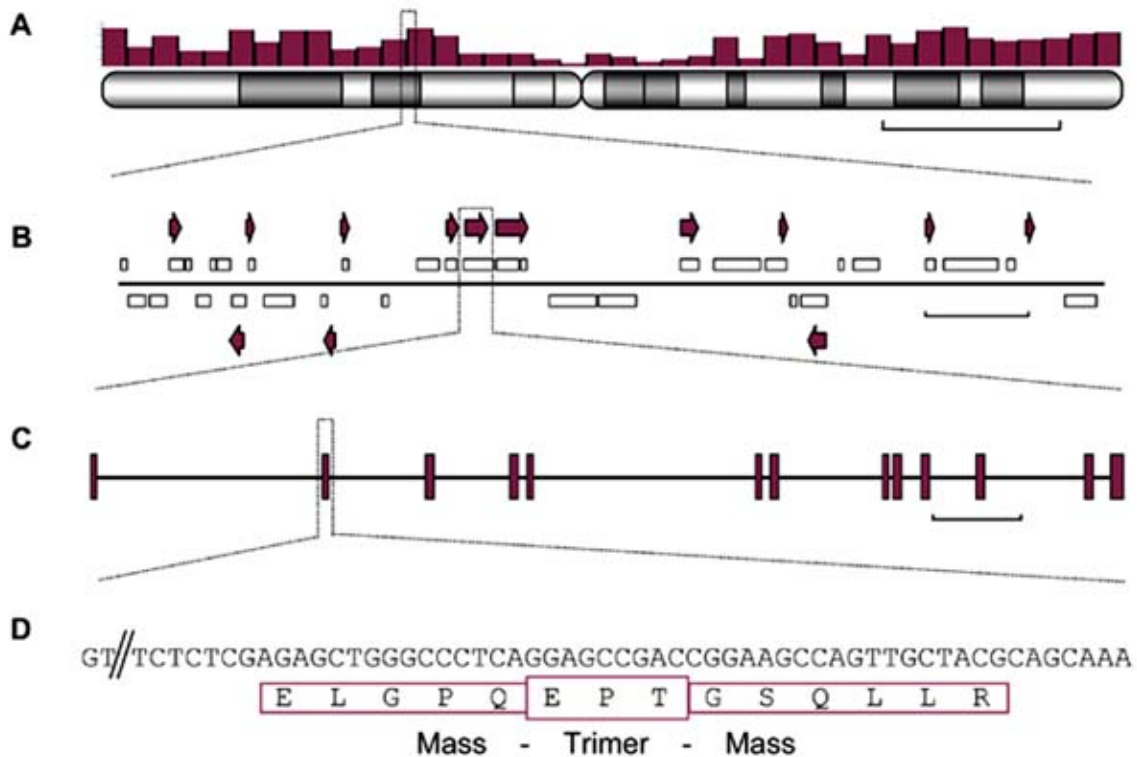 A
B
C
D
GT//TCTCTCGAGAGCTGGGCCCTCAGGAGCCGACCGGAAGCCAGTTGCTACGCAGCAAA
E L G P Q E P T G S Q L L R
Mass - Trimer - Mass